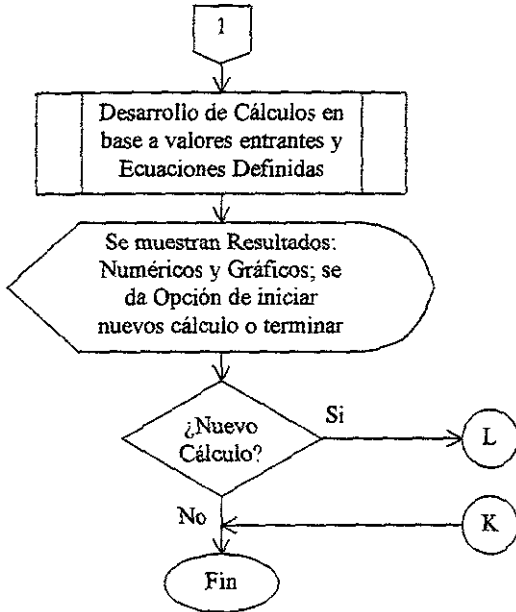 1
Desarrollo de Cálculos en
base a valores entrantes y
Ecuaciones Definidas
Se muestran Resultados:
Numéricos y Gráficos; se
da Opción de iniciar
nuevos cálculo o terminar
¿Nuevo
Cálculo?
Si
L
No
K
Fin